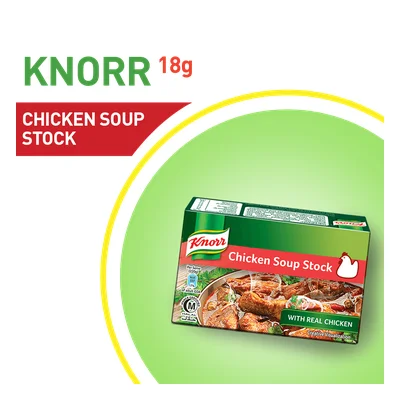 KNORR 18g
CHICKEN SOUP
STOCK
Knorr
Chicken Soup Stock
WITH REAL CHICKEN